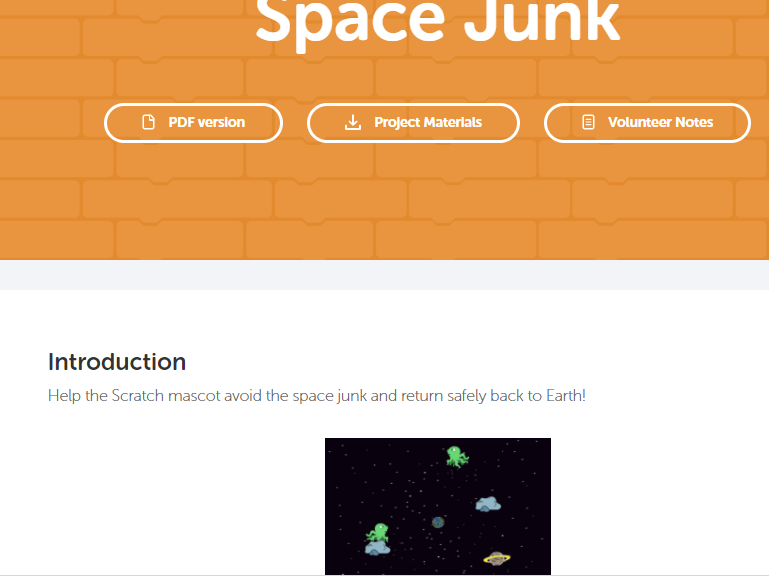 Space Junk
PDF version
Project Materials
Volunteer Notes
Introduction
Help the Scratch mascot avoid the space junk and return safely back to Earth!